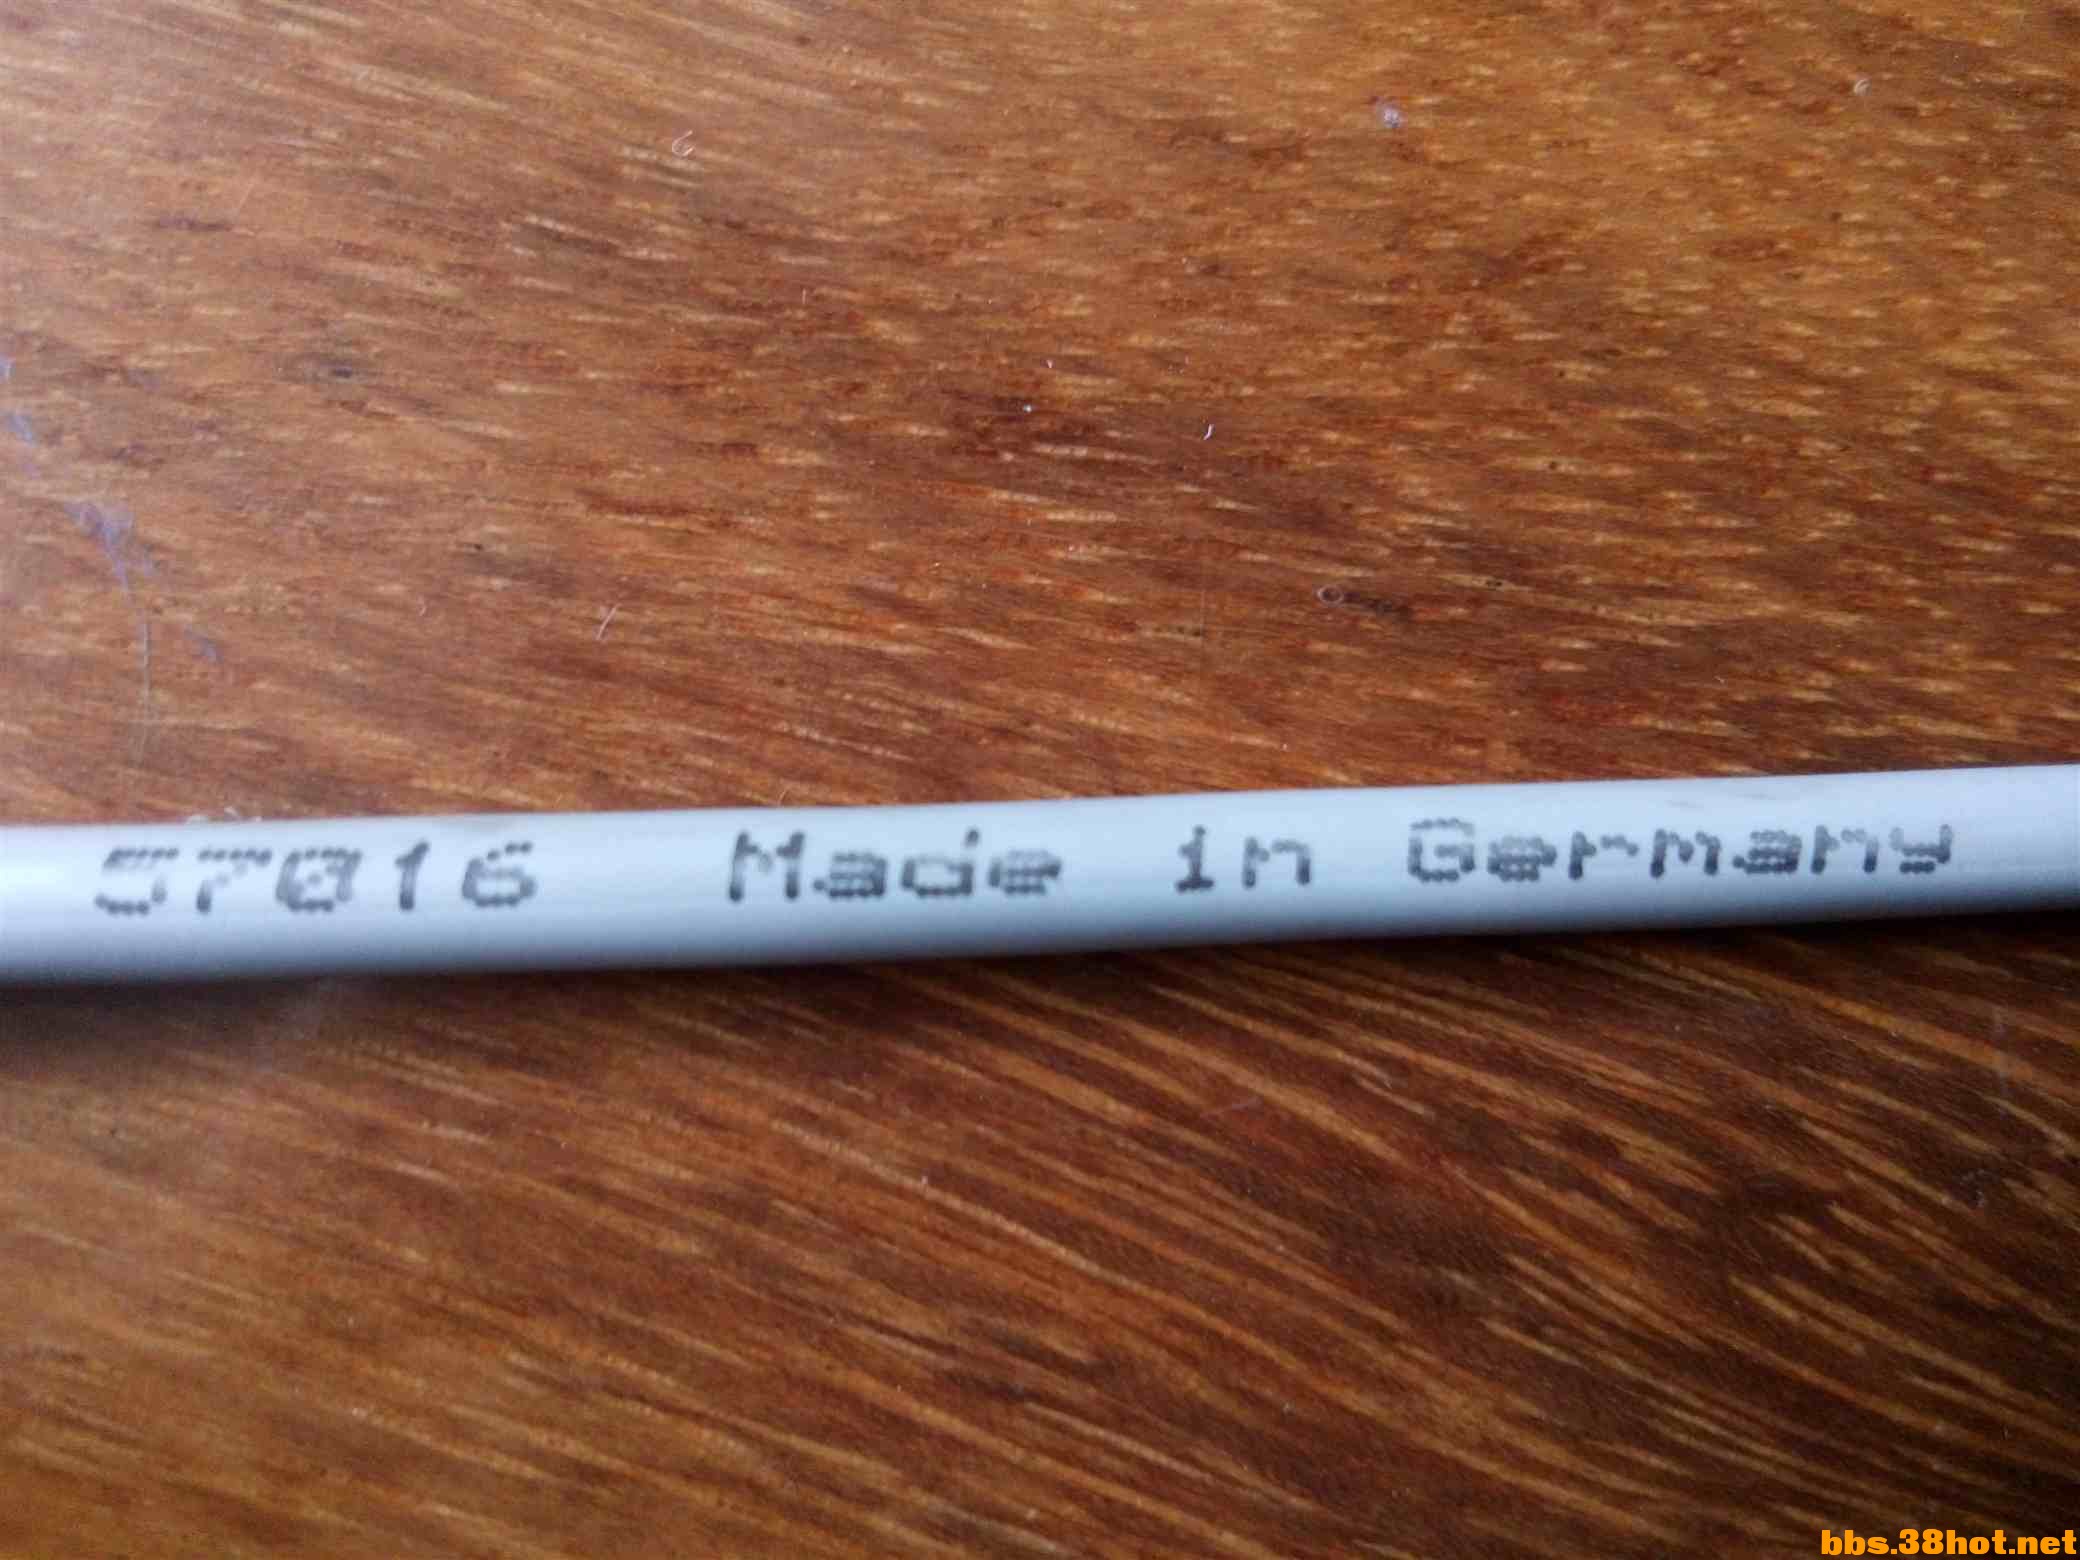 57016 Made in Germany
bbs.38hot.net